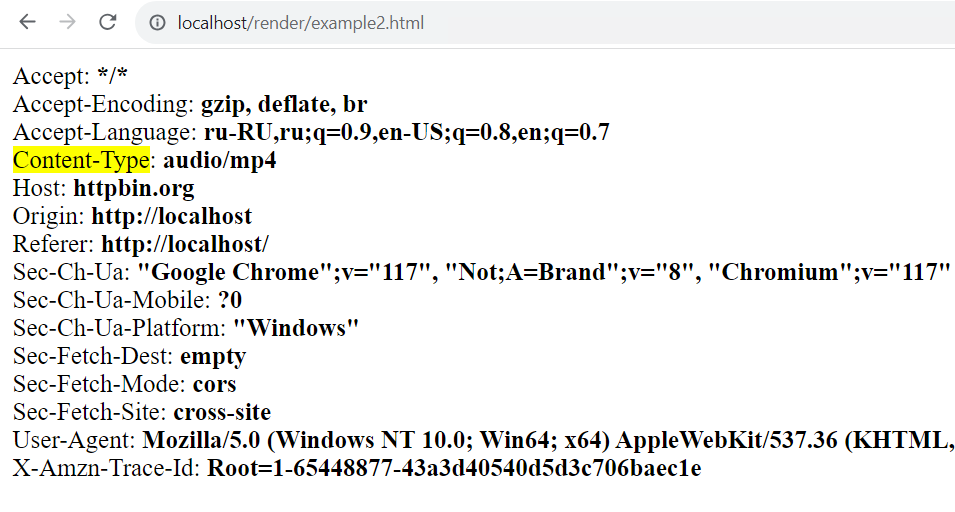 localhost/render/example2.html
Accept: */*
Accept-Encoding: gzip, deflate, br
Accept-Language: ru-RU,ru;q=0.9,en-US;q=0.8,en;q=0.7
Content-Type: audio/mp4
Host: httpbin.org
Origin: http://localhost
Referer: http://localhost/
Sec-Ch-Ua: "Google Chrome";v="117", "Not;A=Brand";v="8", "Chromium";v="117"
Sec-Ch-Ua-Mobile: ?0
Sec-Ch-Ua-Platform: "Windows"
Sec-Fetch-Dest: empty
Sec-Fetch-Mode: cors
Sec-Fetch-Site: cross-site
User-Agent: Mozilla/5.0 (Windows NT 10.0; Win64; x64) AppleWebKit/537.36 (KHTML,
X-Amzn-Trace-Id: Root=1-65448877-43a3d40540d5d3c706baec1e